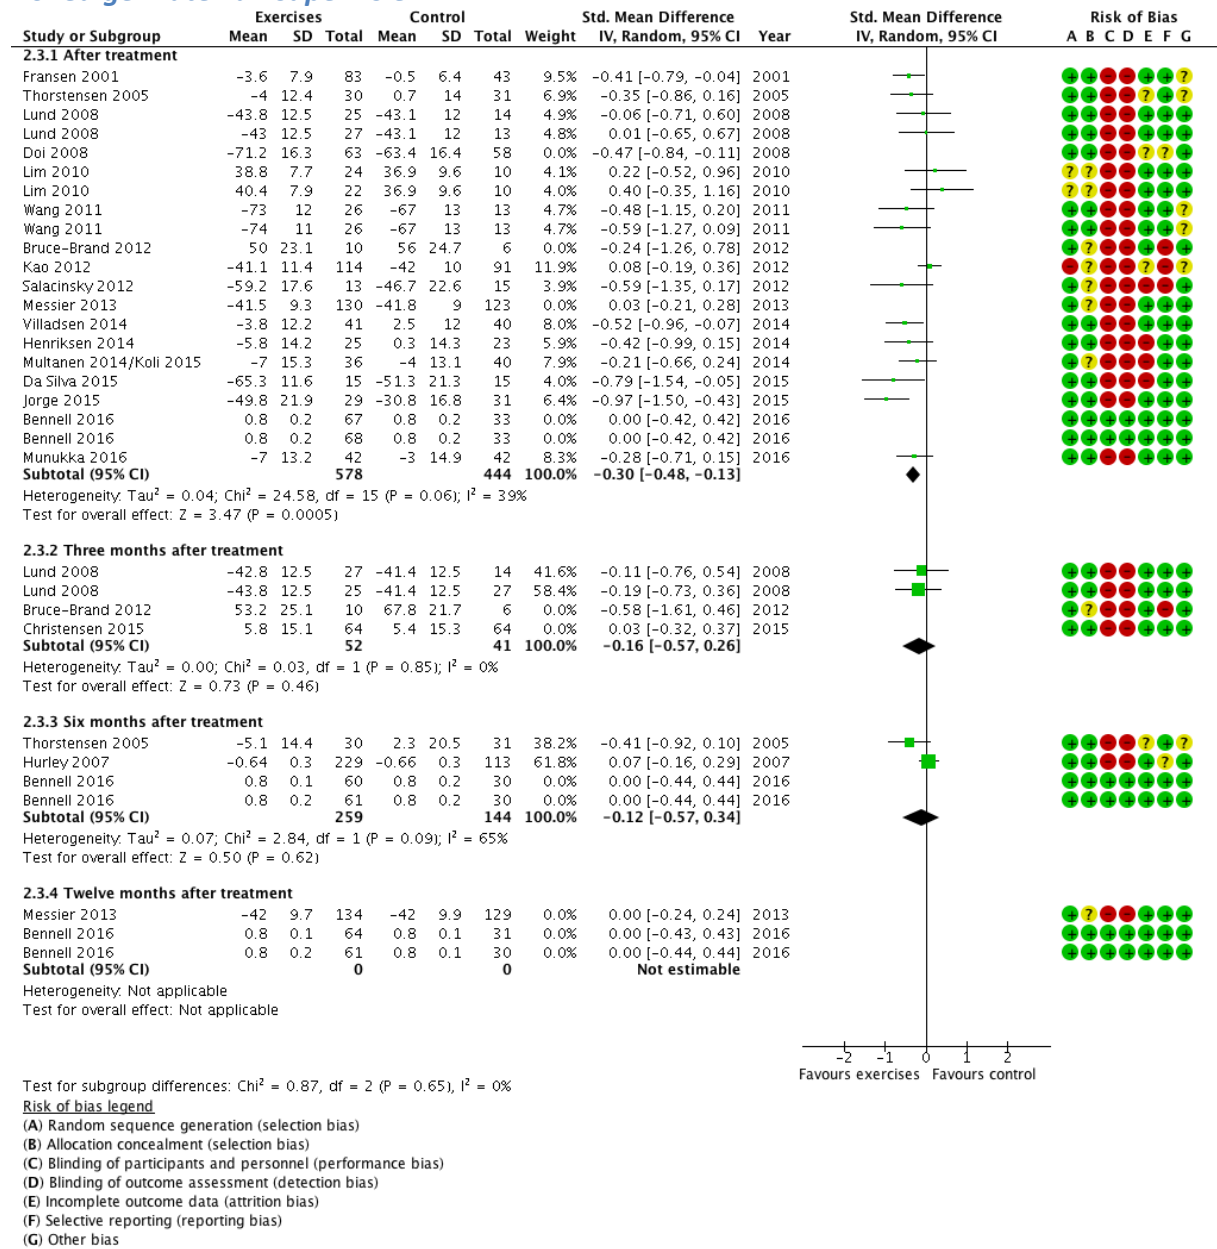 Exercises Control Std. Mean Difference Std. Mean Difference Risk of Bias
Study or Subgroup Mean SD Total Mean SD Total Weight IV, Random, 95% CI Year IV, Random, 95% CI A B C D E F G
2.3.1 After treatment
Fransen 2001 −3.6 7.9 83 −0.5 6.4 43 9.5% −0.41 [−0.79, −0.04] 2001 + + − − + + ?
Thorstensen 2005 −4 12.4 30 0.7 14 31 6.9% −0.35 [−0.86, 0.16] 2005 + + − − ? + ?
Lund 2008 −43.8 12.5 25 −43.1 12 14 4.9% −0.06 [−0.71, 0.60] 2008 + + − − + + +
Lund 2008 −43 12.5 27 −43.1 12 13 4.8% 0.01 [−0.65, 0.67] 2008 + + − − + + +
Doi 2008 −71.2 16.3 63 −63.4 16.4 58 0.0% −0.47 [−0.84, −0.11] 2008 + + − − ? ? +
Lim 2010 38.8 7.7 24 36.9 9.6 10 4.1% 0.22 [−0.52, 0.96] 2010 ? ? − − + + +
Lim 2010 40.4 7.9 22 36.9 9.6 10 4.0% 0.40 [−0.35, 1.16] 2010 ? ? − − + + +
Wang 2011 −73 12 26 −67 13 13 4.7% −0.48 [−1.15, 0.20] 2011 + + − − + + ?
Wang 2011 −74 11 26 −67 13 13 4.7% −0.59 [−1.27, 0.09] 2011 + + − − + + ?
Bruce-Brand 2012 50 23.1 10 56 24.7 6 0.0% −0.24 [−1.26, 0.78] 2012 + ? − − + − +
Kao 2012 −41.1 11.4 114 −42 10 91 11.9% 0.08 [−0.19, 0.36] 2012 − ? − − ? − ?
Salacinsky 2012 −59.2 17.6 13 −46.7 22.6 15 3.9% −0.59 [−1.35, 0.17] 2012 + ? − − − − +
Messier 2013 −41.5 9.3 130 −41.8 9 123 0.0% 0.03 [−0.21, 0.28] 2013 + ? − − + + +
Villadsen 2014 −3.8 12.2 41 2.5 12 40 8.0% −0.52 [−0.96, −0.07] 2014 + + − − + + +
Henriksen 2014 −5.8 14.2 25 0.3 14.3 23 5.9% −0.42 [−0.99, 0.15] 2014 + + − − − + +
Multanen 2014/Koli 2015 −7 15.3 36 −4 13.1 40 7.8% −0.21 [−0.66, 0.24] 2014 + ? − − − + +
Da Silva 2015 −65.3 11.6 15 −51.3 21.3 15 4.0% −0.79 [−1.54, −0.05] 2015 + + − − − + +
Jorge 2015 −49.8 21.9 29 −30.8 16.8 31 6.4% −0.97 [−1.50, −0.43] 2015 + + − − + + +
Bennell 2016 0.8 0.2 67 0.8 0.2 33 0.0% 0.00 [−0.42, 0.42] 2016 + + + + + + +
Bennell 2016 0.8 0.2 68 0.8 0.2 33 0.0% 0.00 [−0.42, 0.42] 2016 + + + + + + +
Munukka 2016 −7 13.2 42 −3 14.9 42 8.3% −0.28 [−0.71, 0.15] 2016 + + − − + + +
Subtotal (95% CI) 578 444 100.0% −0.30 [−0.48, −0.13]
Heterogeneity: Tau² = 0.04; Chi² = 24.58, df = 15 (P = 0.06); I² = 39%
Test for overall effect: Z = 3.47 (P = 0.0005)
2.3.2 Three months after treatment
Lund 2008 −42.8 12.5 27 −41.4 12.5 14 41.6% −0.11 [−0.76, 0.54] 2008 + + − − + + +
Lund 2008 −43.8 12.5 25 −41.4 12.5 27 58.4% −0.19 [−0.73, 0.36] 2008 + + − − + + +
Bruce-Brand 2012 53.2 25.1 10 67.8 21.7 6 0.0% −0.58 [−1.61, 0.46] 2012 + ? − − + − +
Christensen 2015 5.8 15.1 64 5.4 15.3 64 0.0% 0.03 [−0.32, 0.37] 2015 + + − − + + +
Subtotal (95% CI) 52 41 100.0% −0.16 [−0.57, 0.26]
Heterogeneity: Tau² = 0.00; Chi² = 0.03, df = 1 (P = 0.85); I² = 0%
Test for overall effect: Z = 0.73 (P = 0.46)
2.3.3 Six months after treatment
Thorstensen 2005 −5.1 14.4 30 2.3 20.5 31 38.2% −0.41 [−0.92, 0.10] 2005 + + − − ? + ?
Hurley 2007 −0.64 0.3 229 −0.66 0.3 113 61.8% 0.07 [−0.16, 0.29] 2007 + + − − + ? +
Bennell 2016 0.8 0.1 60 0.8 0.2 30 0.0% 0.00 [−0.44, 0.44] 2016 + + + + + + +
Bennell 2016 0.8 0.2 61 0.8 0.2 30 0.0% 0.00 [−0.44, 0.44] 2016 + + + + + + +
Subtotal (95% CI) 259 144 100.0% −0.12 [−0.57, 0.34]
Heterogeneity: Tau² = 0.07; Chi² = 2.84, df = 1 (P = 0.09); I² = 65%
Test for overall effect: Z = 0.50 (P = 0.62)
2.3.4 Twelve months after treatment
Messier 2013 −42 9.7 134 −42 9.9 129 0.0% 0.00 [−0.24, 0.24] 2013 + ? − − + + +
Bennell 2016 0.8 0.1 64 0.8 0.1 31 0.0% 0.00 [−0.43, 0.43] 2016 + + + + + + +
Bennell 2016 0.8 0.2 61 0.8 0.1 30 0.0% 0.00 [−0.44, 0.44] 2016 + + + + + + +
Subtotal (95% CI) 0 0 Not estimable
Heterogeneity: Not applicable
Test for overall effect: Not applicable
−2 −1 0 1 2
Favours exercises Favours control
Test for subgroup differences: Chi² = 0.87, df = 2 (P = 0.65), I² = 0%
Risk of bias legend
(A) Random sequence generation (selection bias)
(B) Allocation concealment (selection bias)
(C) Blinding of participants and personnel (performance bias)
(D) Blinding of outcome assessment (detection bias)
(E) Incomplete outcome data (attrition bias)
(F) Selective reporting (reporting bias)
(G) Other bias